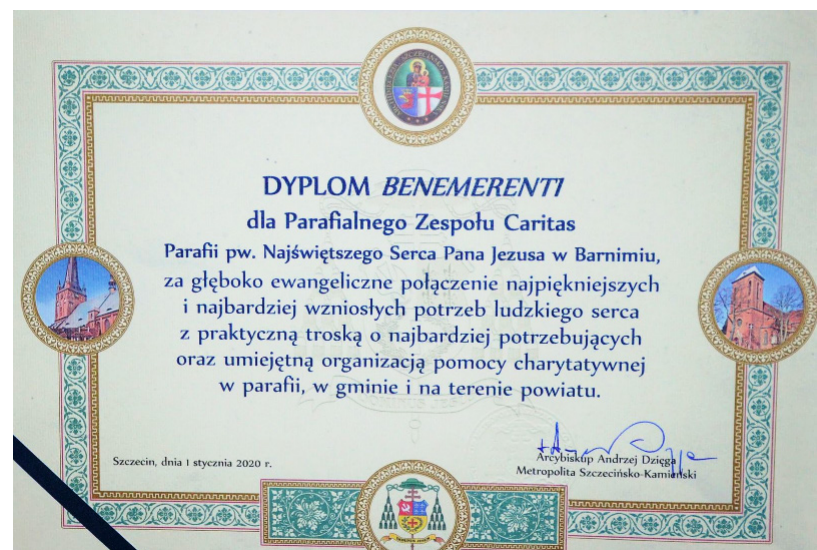 DYPLOM BENEMERENTI
dla Parafialnego Zespołu Caritas
Parafii pw. Najświętszego Serca Pana Jezusa w Barnimiu,
za głęboko ewangeliczne połączenie najpiękniejszych
i najbardziej wzniosłych potrzeb ludzkiego serca
z praktyczną troską o najbardziej potrzebujących
oraz umiejętną organizacją pomocy charytatywnej
w parafii, w gminie i na terenie powiatu.
Szczecin, dnia 1 stycznia 2020 r.
Arcybiskup Andrzej Dzięga
Metropolita Szczecińsko-Kamieński